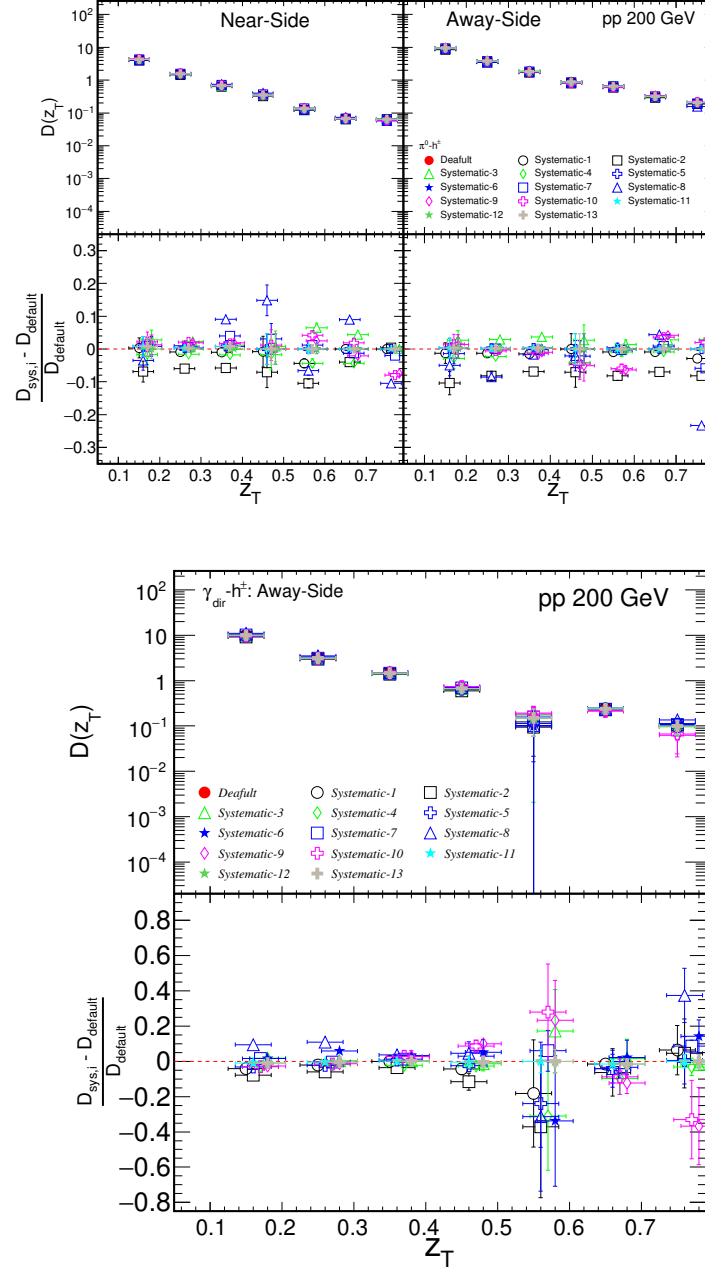 Near-Side
Away-Side pp 200 GeV
D(z_T)
10²
10
1
10⁻¹
10⁻²
10⁻³
10⁻⁴
π⁰-h±
Deafult Systematic-1 Systematic-2
Systematic-3 Systematic-4 Systematic-5
Systematic-6 Systematic-7 Systematic-8
Systematic-9 Systematic-10 Systematic-11
Systematic-12 Systematic-13
D_sys,i - D_default
D_default
0.3
0.2
0.1
0
−0.1
−0.2
−0.3
0.1 0.2 0.3 0.4 0.5 0.6 0.7 0.1 0.2 0.3 0.4 0.5 0.6 0.7
z_T z_T
γ_dir-h±: Away-Side pp 200 GeV
D(z_T)
10²
10
1
10⁻¹
10⁻²
10⁻³
10⁻⁴
Deafult Systematic-1 Systematic-2
Systematic-3 Systematic-4 Systematic-5
Systematic-6 Systematic-7 Systematic-8
Systematic-9 Systematic-10 Systematic-11
Systematic-12 Systematic-13
D_sys,i - D_default
D_default
0.8
0.6
0.4
0.2
0
−0.2
−0.4
−0.6
−0.8
0.1 0.2 0.3 0.4 0.5 0.6 0.7
z_T